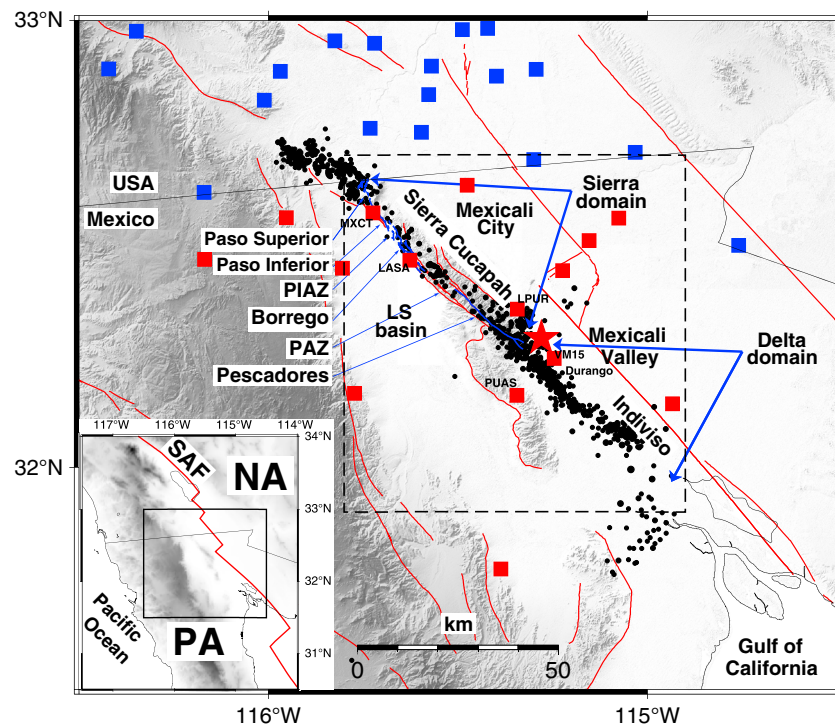 33°N
USA
Mexico
Sierra
domain
Mexicali
City
Sierra Cucapah
MXCT
Paso Superior
Paso Inferior
LASA
PIAZ
LPUR
Borrego
LS
basin
Mexicali
Valley
Delta
domain
PAZ
VM15
Durango
Pescadores
PUAS
Indiviso
32°N
117°W
116°W
115°W
114°W
34°N
SAF
NA
33°N
32°N
Pacific
Ocean
PA
31°N
km
0
50
Gulf of
California
116°W
115°W